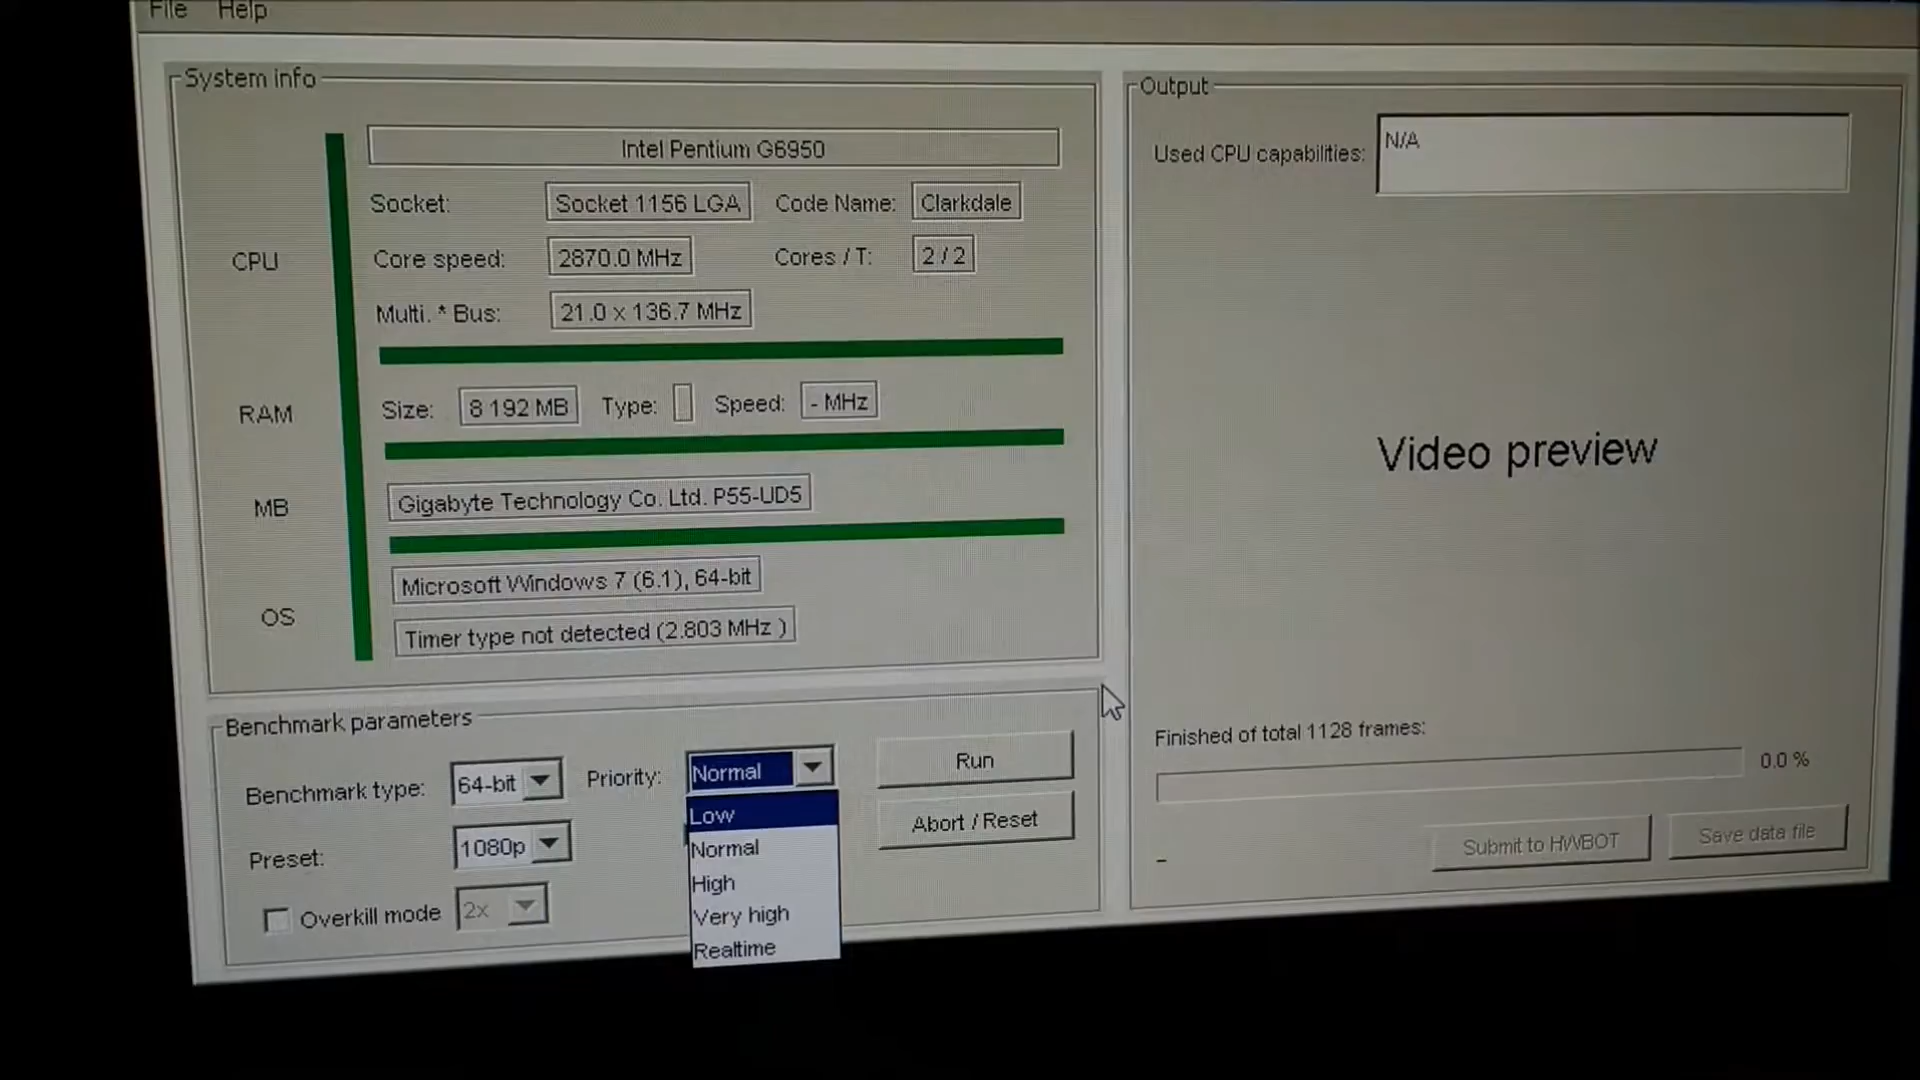 File Help
System info
Intel Pentium G6950
Socket: Socket 1156 LGA Code Name: Clarkdale
CPU
Core speed: 2870.0 MHz Cores / T: 2 / 2
Multi. * Bus: 21.0 x 136.7 MHz
RAM
Size: 8 192 MB Type: Speed: - MHz
MB
Gigabyte Technology Co. Ltd. P55-UD5
OS
Microsoft Windows 7 (6.1), 64-bit
Timer type not detected (2.803 MHz )
Benchmark parameters
Benchmark type: 64-bit Priority: Normal
Low
Normal
High
Very high
Realtime
Preset: 1080p
Overkill mode 2x
Run
Abort / Reset
Output
Used CPU capabilities: N/A
Video preview
Finished of total 1128 frames:
0.0 %
-
Submit to HWBOT Save data file